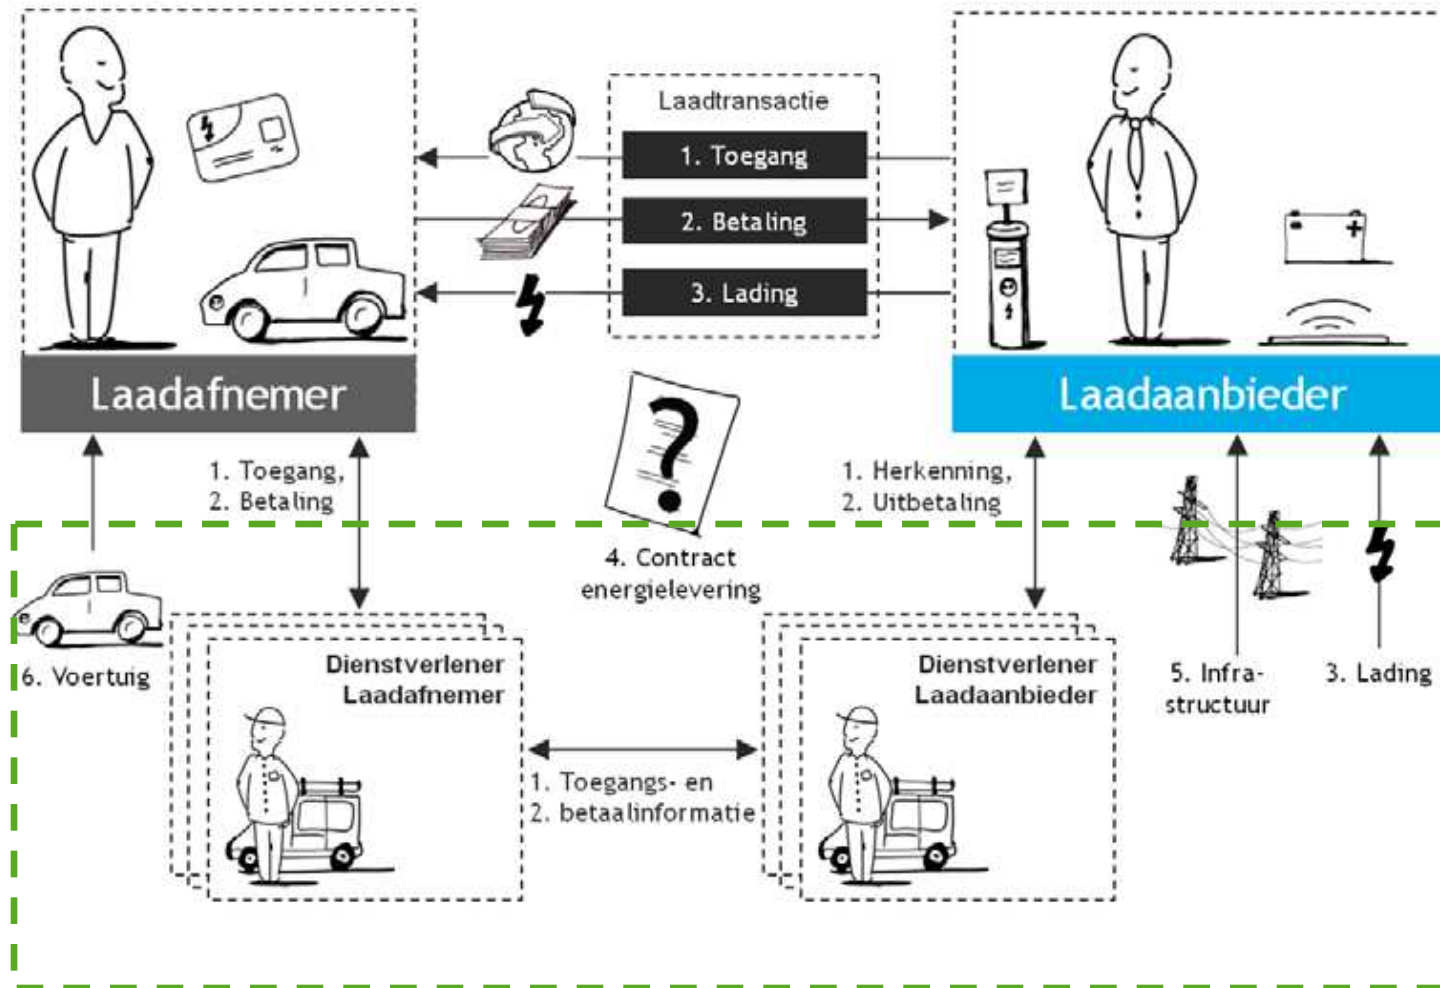 Laadtransactie
1. Toegang
2. Betaling
3. Lading
Laadafnemer
Laadaanbieder
1. Toegang,
2. Betaling
1. Herkenning,
2. Uitbetaling
4. Contract
energielevering
6. Voertuig
Dienstverlener
Laadafnemer
Dienstverlener
Laadaanbieder
5. Infra-
structuur
3. Lading
1. Toegangs- en
2. betaalinformatie